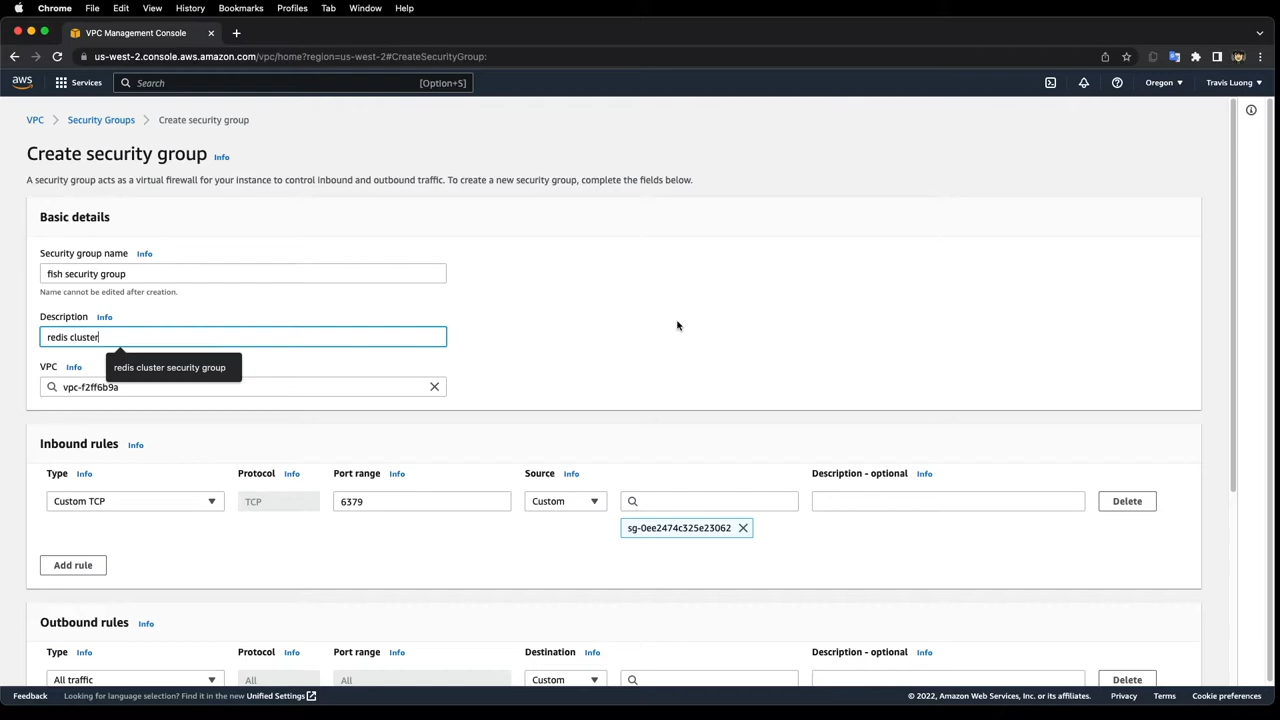 Chrome File Edit View History Bookmarks Profiles Tab Window Help
VPC Management Console
us-west-2.console.aws.amazon.com/vpc/home?region=us-west-2#CreateSecurityGroup:
aws Services Search [Option+S] Oregon Travis Luong
VPC Security Groups Create security group
Create security group Info
A security group acts as a virtual firewall for your instance to control inbound and outbound traffic. To create a new security group, complete the fields below.
Basic details
Security group name Info
fish security group
Name cannot be edited after creation.
Description Info
redis cluster
redis cluster security group
VPC Info
vpc-f2ff6b9a
Inbound rules Info
Type Info Protocol Info Port range Info Source Info Description - optional Info
Custom TCP TCP 6379 Custom Delete
sg-0ee2474c325e23062
Add rule
Outbound rules Info
Type Info Protocol Info Port range Info Destination Info Description - optional Info
All traffic All All Custom Delete
Feedback Looking for language selection? Find it in the new Unified Settings © 2022, Amazon Web Services, Inc. or its affiliates. Privacy Terms Cookie preferences